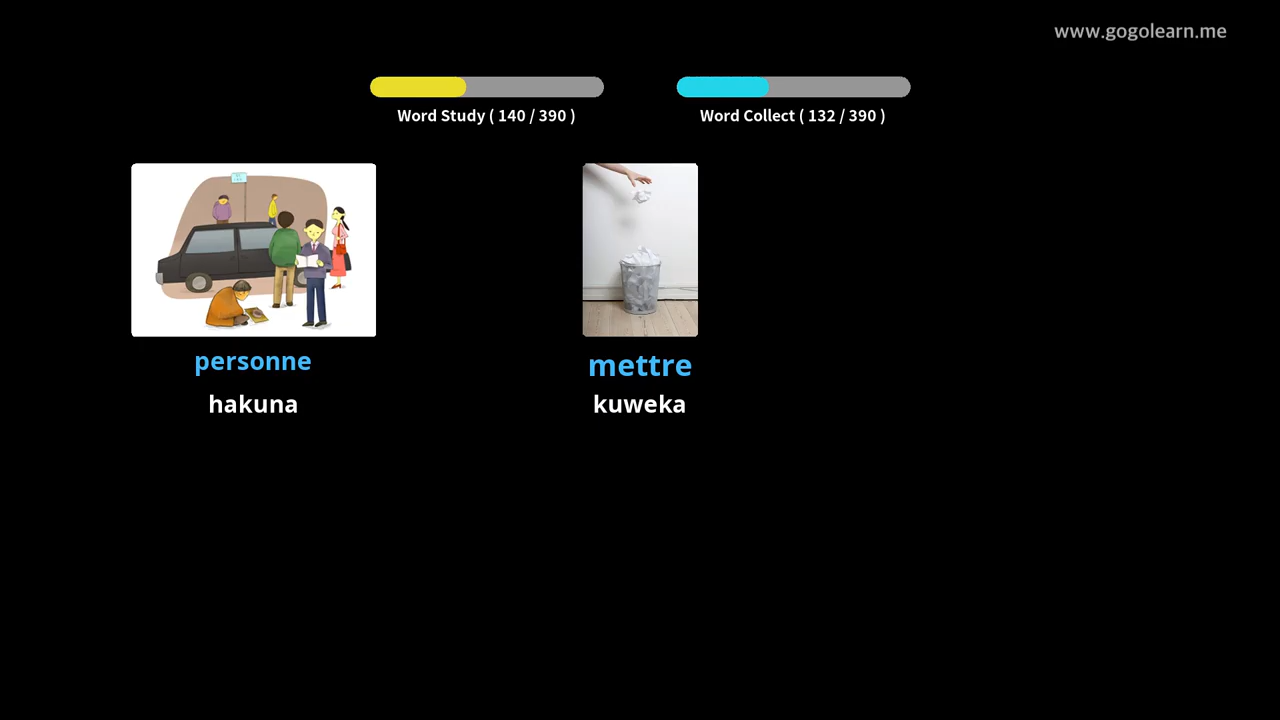 www.gogolearn.me
Word Study ( 140 / 390 )
Word Collect ( 132 / 390 )
personne
mettre
hakuna
kuweka